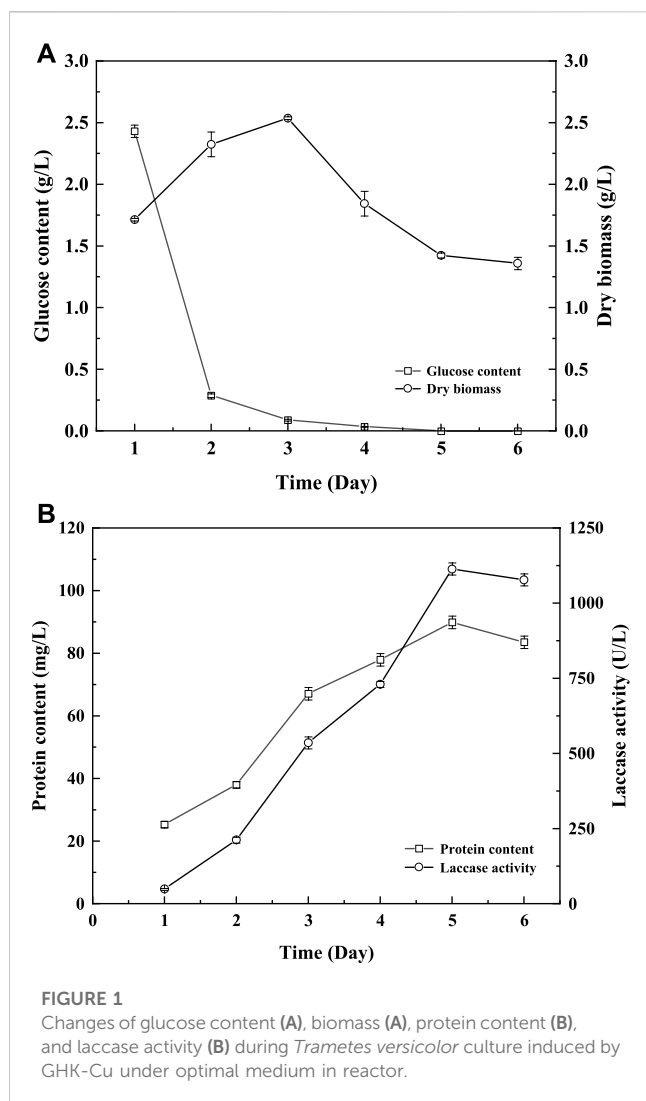 A
3.0
2.5
2.0
1.5
1.0
0.5
0.0
Glucose content (g/L)
3.0
2.5
2.0
1.5
1.0
0.5
0.0
Dry biomass (g/L)
Glucose content
Dry biomass
1 2 3 4 5 6
Time (Day)
B
120
100
80
60
40
20
0
Protein content (mg/L)
1250
1000
750
500
250
0
Laccase activity (U/L)
Protein content
Laccase activity
0 1 2 3 4 5 6
Time (Day)
FIGURE 1
Changes of glucose content (A), biomass (A), protein content (B),
and laccase activity (B) during Trametes versicolor culture induced by
GHK-Cu under optimal medium in reactor.